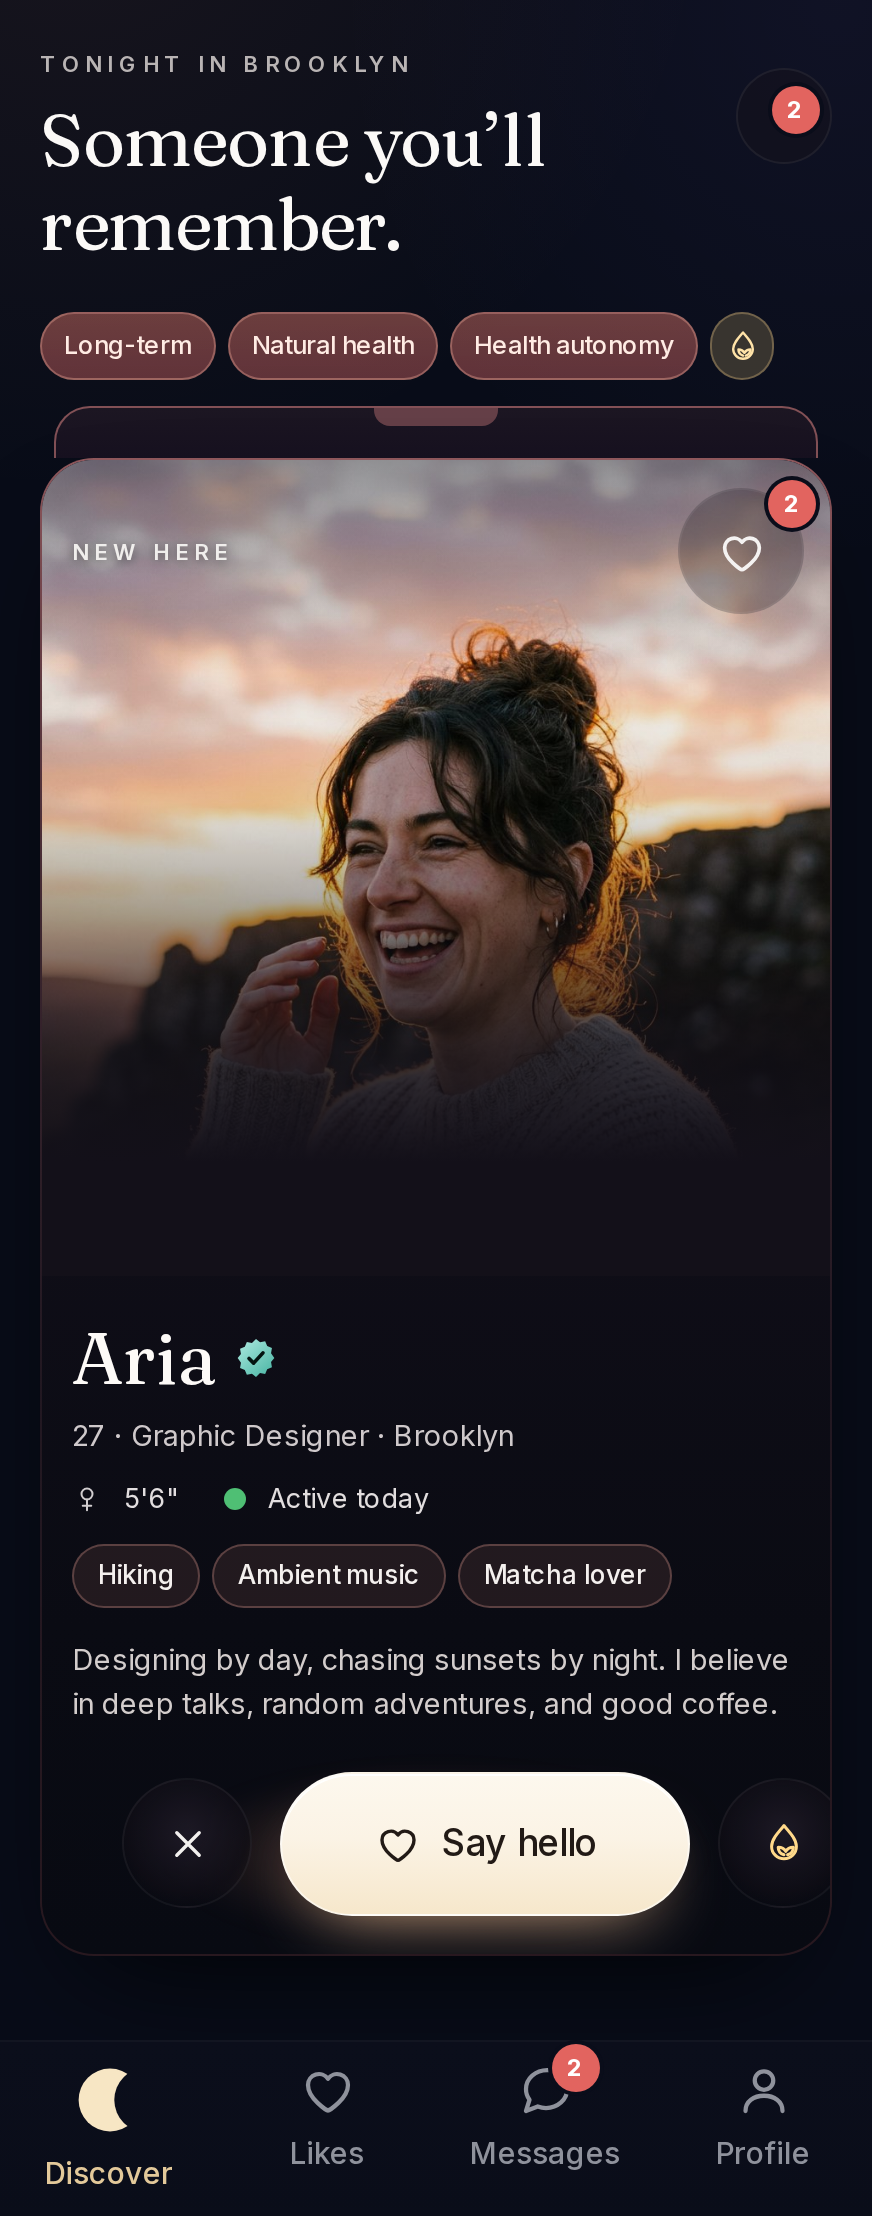 TONIGHT IN BROOKLYN
2
Someone you’ll
remember.
Long-term
Natural health
Health autonomy
2
NEW HERE
Aria
27 · Graphic Designer · Brooklyn
5'6"
Active today
Hiking
Ambient music
Matcha lover
Designing by day, chasing sunsets by night. I believe
in deep talks, random adventures, and good coffee.
Say hello
2
Discover
Likes
Messages
Profile